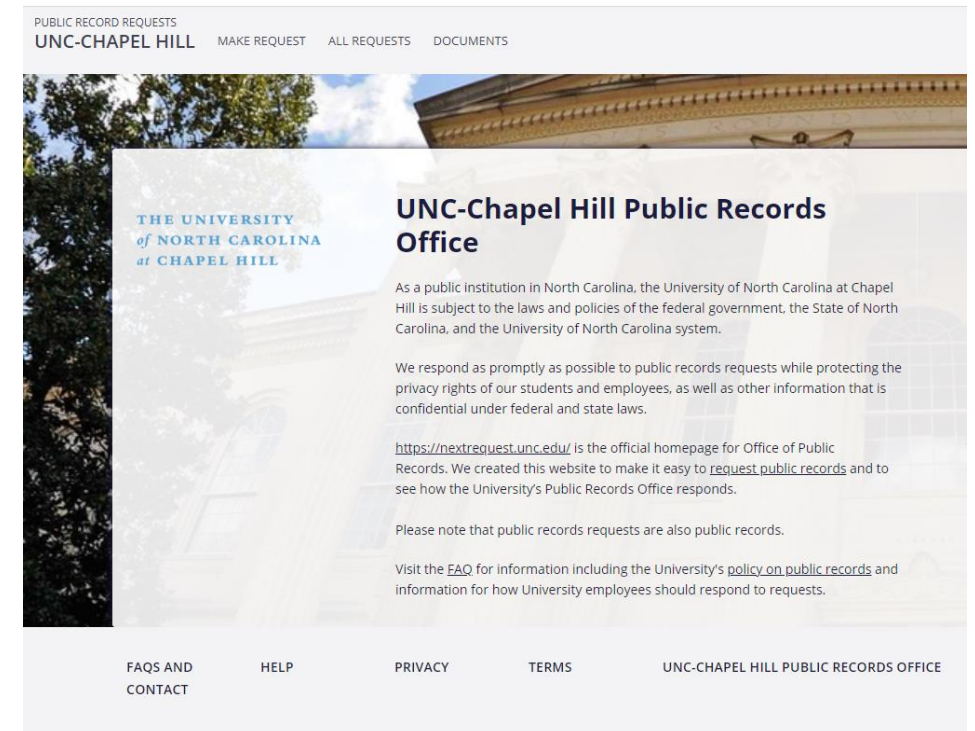 PUBLIC RECORD REQUESTS
UNC-CHAPEL HILL MAKE REQUEST ALL REQUESTS DOCUMENTS
THE UNIVERSITY
of NORTH CAROLINA
at CHAPEL HILL
UNC-Chapel Hill Public Records
Office
As a public institution in North Carolina, the University of North Carolina at Chapel
Hill is subject to the laws and policies of the federal government, the State of North
Carolina, and the University of North Carolina system.
We respond as promptly as possible to public records requests while protecting the
privacy rights of our students and employees, as well as other information that is
confidential under federal and state laws.
https://nextrequest.unc.edu/ is the official homepage for Office of Public
Records. We created this website to make it easy to request public records and to
see how the University's Public Records Office responds.
Please note that public records requests are also public records.
Visit the FAQ for information including the University's policy on public records and
information for how University employees should respond to requests.
FAQS AND
CONTACT
HELP
PRIVACY
TERMS
UNC-CHAPEL HILL PUBLIC RECORDS OFFICE